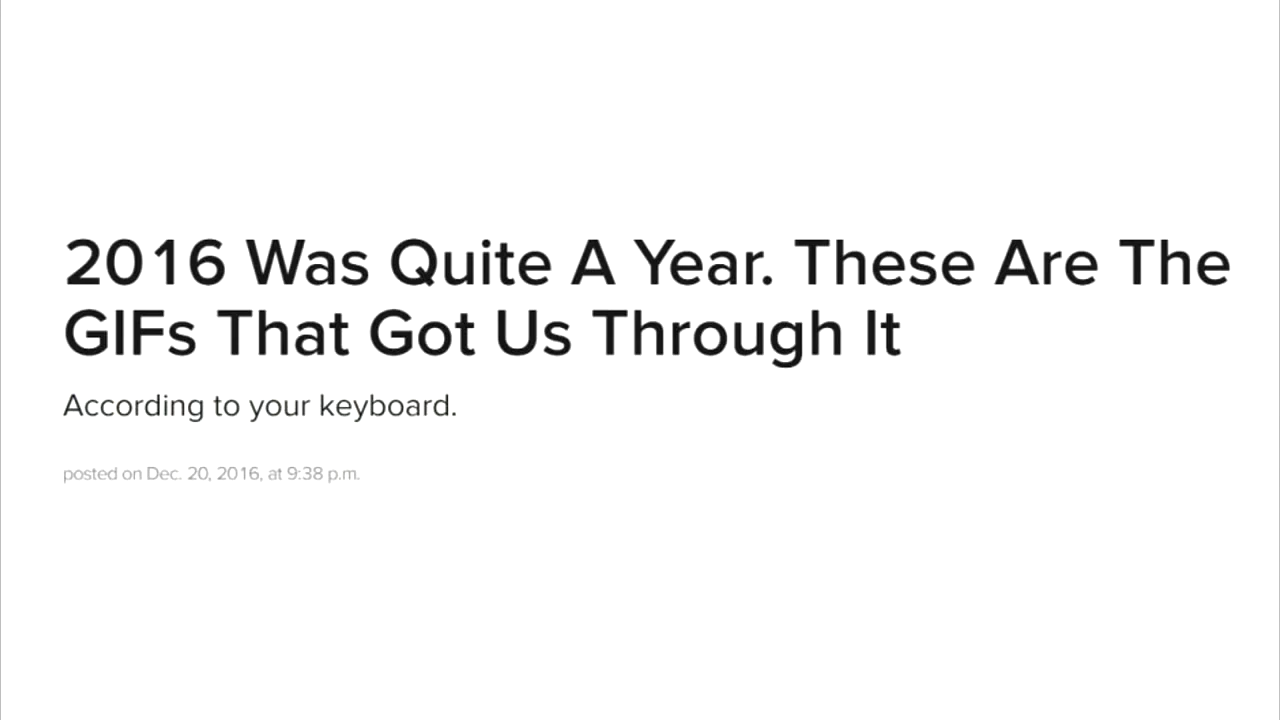 2016 Was Quite A Year. These Are The
GIFs That Got Us Through It
According to your keyboard.
posted on Dec. 20, 2016, at 9:38 p.m.